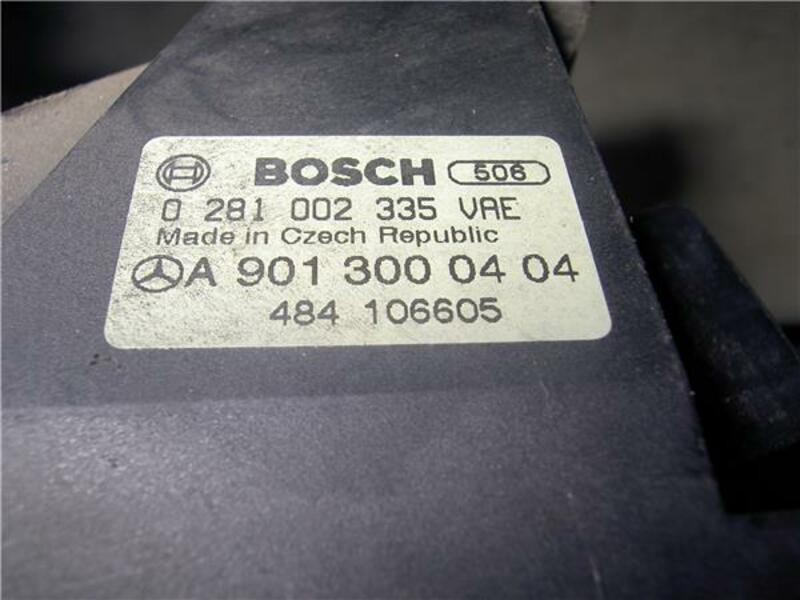 BOSCH 506
0 281 002 335 VAE
Made in Czech Republic
A 901 300 04 04
484 106605